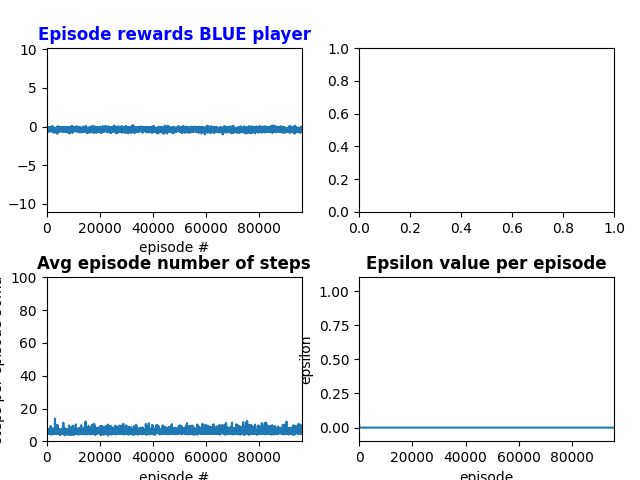 Episode rewards BLUE player
10
5
0
−5
−10
0 20000 40000 60000 80000
episode #
1.0
0.8
0.6
0.4
0.2
0.0
0.0 0.2 0.4 0.6 0.8 1.0
Avg episode number of steps
100
80
60
40
20
0
0 20000 40000 60000 80000
episode #
Epsilon value per episode
epsilon
1.00
0.75
0.50
0.25
0.00
0 20000 40000 60000 80000
episode